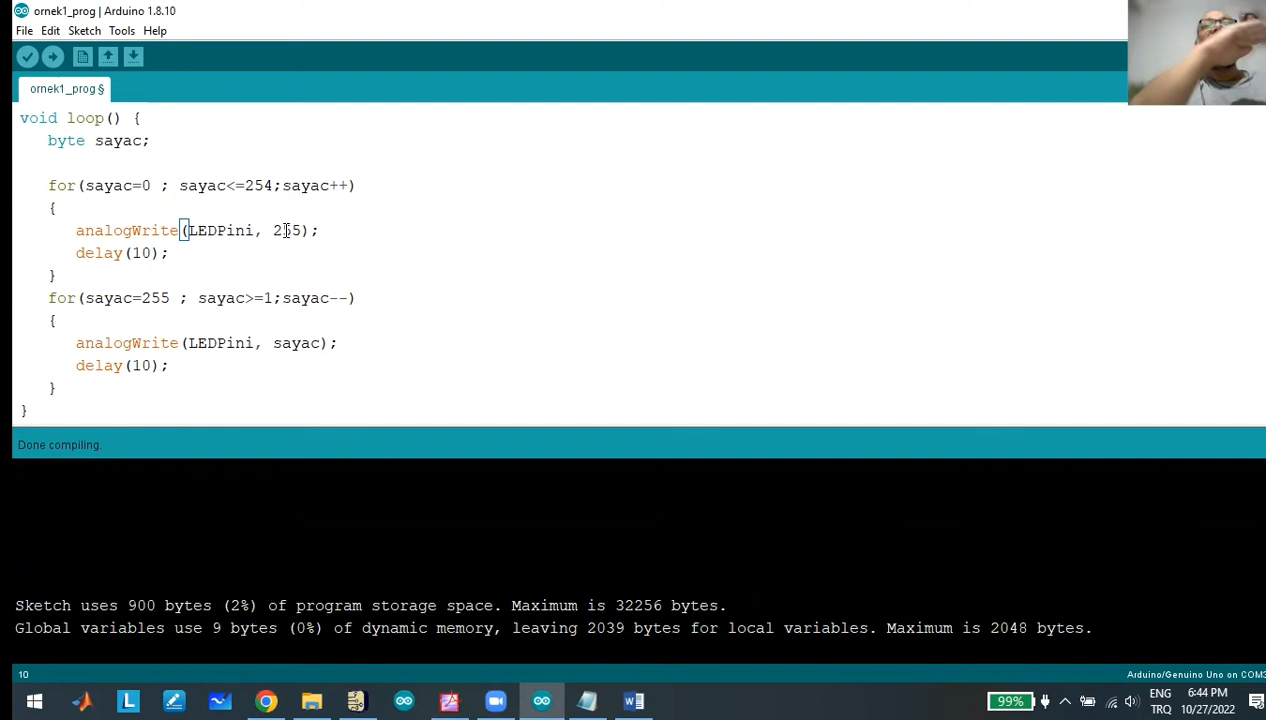 ornek1_prog | Arduino 1.8.10
File Edit Sketch Tools Help
ornek1_prog §
void loop() {
byte sayac;
for(sayac=0 ; sayac<=254;sayac++)
{
analogWrite(LEDPini, 255);
delay(10);
}
for(sayac=255 ; sayac>=1;sayac--)
{
analogWrite(LEDPini, sayac);
delay(10);
}
}
Done compiling.
Sketch uses 900 bytes (2%) of program storage space. Maximum is 32256 bytes.
Global variables use 9 bytes (0%) of dynamic memory, leaving 2039 bytes for local variables. Maximum is 2048 bytes.
10 Arduino/Genuino Uno on COM3
L 99% ENG 6:44 PM
TRQ 10/27/2022